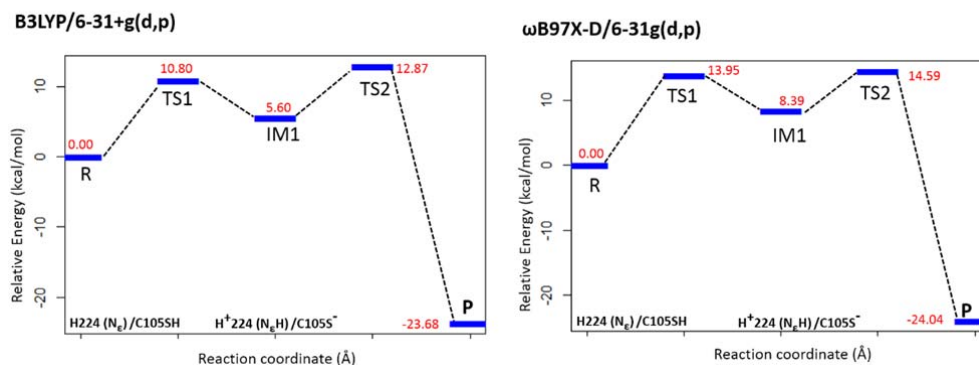 B3LYP/6-31+g(d,p)
Relative Energy (kcal/mol)
10
0
-10
-20
0.00
R
10.80
TS1
5.60
IM1
12.87
TS2
P
-23.68
H224 (Nε)/C105SH
H⁺224 (NεH)/C105S⁻
Reaction coordinate (Å)
ωB97X-D/6-31g(d,p)
Relative Energy (kcal/mol)
10
0
-10
-20
0.00
R
13.95
TS1
8.39
IM1
14.59
TS2
P
-24.04
H224 (Nε)/C105SH
H⁺224 (NεH)/C105S⁻
Reaction coordinate (Å)